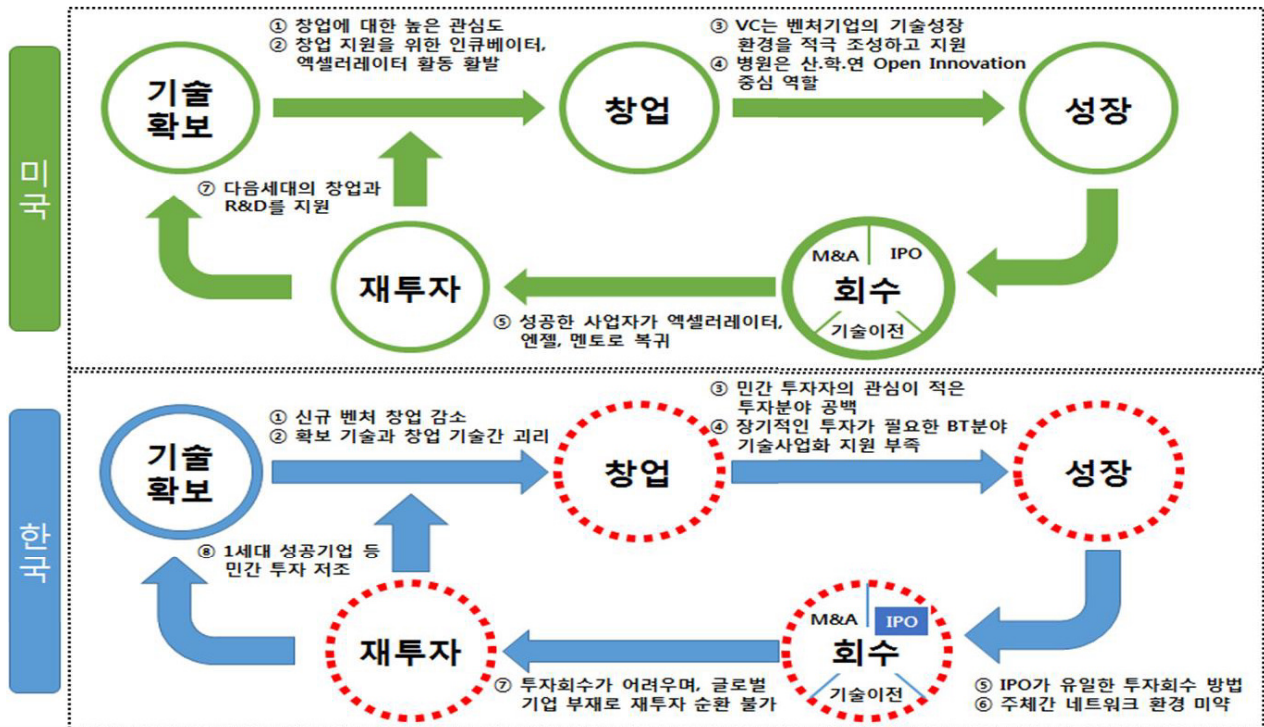 미국
① 창업에 대한 높은 관심도
② 창업 지원을 위한 인큐베이터,
엑셀러레이터 활동 활발
③ VC는 벤처기업의 기술성장
환경을 적극 조성하고 지원
④ 병원은 산.학.연 Open Innovation
중심 역할
기술
확보
창업
성장
⑦ 다음세대의 창업과
R&D를 지원
재투자
M&A
IPO
회수
기술이전
⑤ 성공한 사업자가 엑셀러레이터,
엔젤, 멘토로 복귀
한국
① 신규 벤처 창업 감소
② 확보 기술과 창업 기술간 괴리
③ 민간 투자자의 관심이 적은
투자분야 공백
④ 장기적인 투자가 필요한 BT분야
기술사업화 지원 부족
기술
확보
창업
성장
⑧ 1세대 성공기업 등
민간 투자 저조
재투자
M&A
IPO
회수
기술이전
⑦ 투자회수가 어려우며, 글로벌
기업 부재로 재투자 순환 불가
⑤ IPO가 유일한 투자회수 방법
⑥ 주체간 네트워크 환경 미약